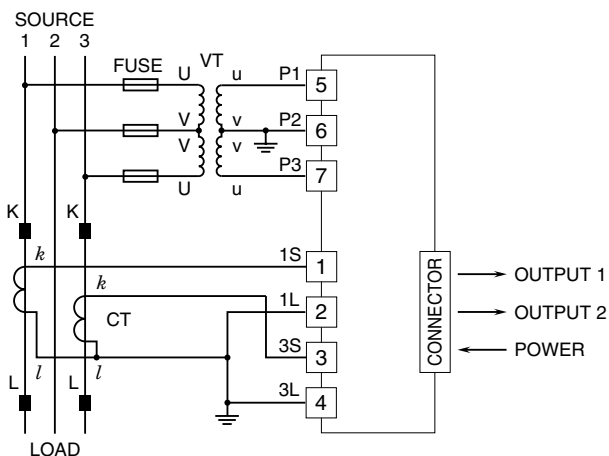 SOURCE
1 2 3
FUSE VT
U u P1 5
V v P2 6
V v
U u P3 7
K K
k 1S 1
k 1L 2
CT
3S 3
l l
L L 3L 4
LOAD
CONNECTOR
OUTPUT 1
OUTPUT 2
POWER